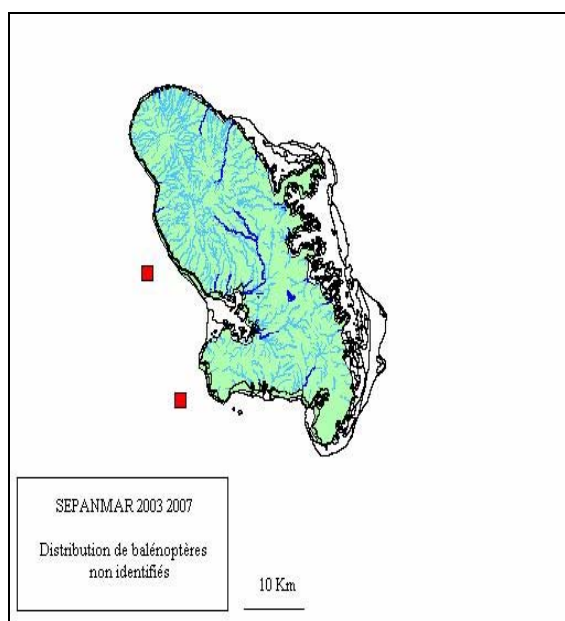 SEPANMAR 2003 2007
Distribution de balénoptères
non identifiés
10 Km